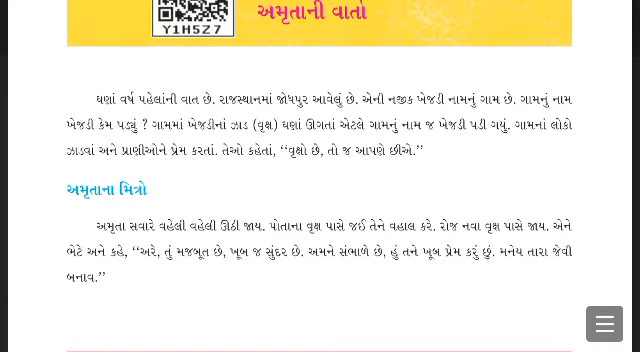 અમૃતાની વાર્તા
Y1H5Z7
ઘણાં વર્ષ પહેલાંની વાત છે. રાજસ્થાનમાં જોધપુર આવેલું છે. એની નજીક ખેજડી નામનું ગામ છે. ગામનું નામ
ખેજડી કેમ પડ્યું ? ગામમાં ખેજડીનાં ઝાડ (વૃક્ષ) ઘણાં ઊગતાં એટલે ગામનું નામ જ ખેજડી પડી ગયું. ગામનાં લોકો
ઝાડવાં અને પ્રાણીઓને પ્રેમ કરતાં. તેઓ કહેતાં, ‘‘વૃક્ષો છે, તો જ આપણે છીએ.’’
અમૃતાના મિત્રો
અમૃતા સવારે વહેલી વહેલી ઊઠી જાય. પોતાના વૃક્ષ પાસે જઈ તેને વહાલ કરે. રોજ નવા વૃક્ષ પાસે જાય. એને
ભેટે અને કહે, ‘‘અરે, તું મજબૂત છે, ખૂબ જ સુંદર છે. અમને સંભાળે છે, હું તને ખૂબ પ્રેમ કરું છું. મનેય તારા જેવી
બનાવ.’’